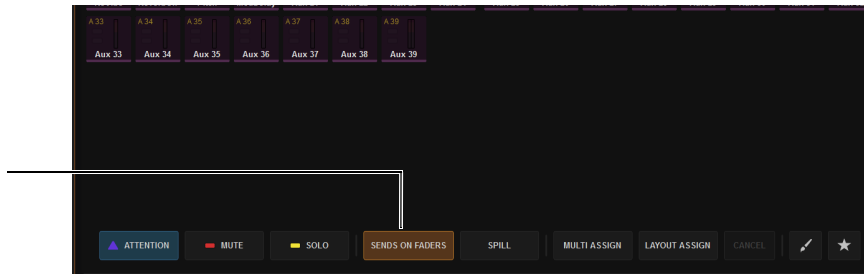 A 33 A 34 A 35 A 36 A 37 A 38 A 39
Aux 33 Aux 34 Aux 35 Aux 36 Aux 37 Aux 38 Aux 39
ATTENTION MUTE SOLO SENDS ON FADERS SPILL MULTI ASSIGN LAYOUT ASSIGN CANCEL